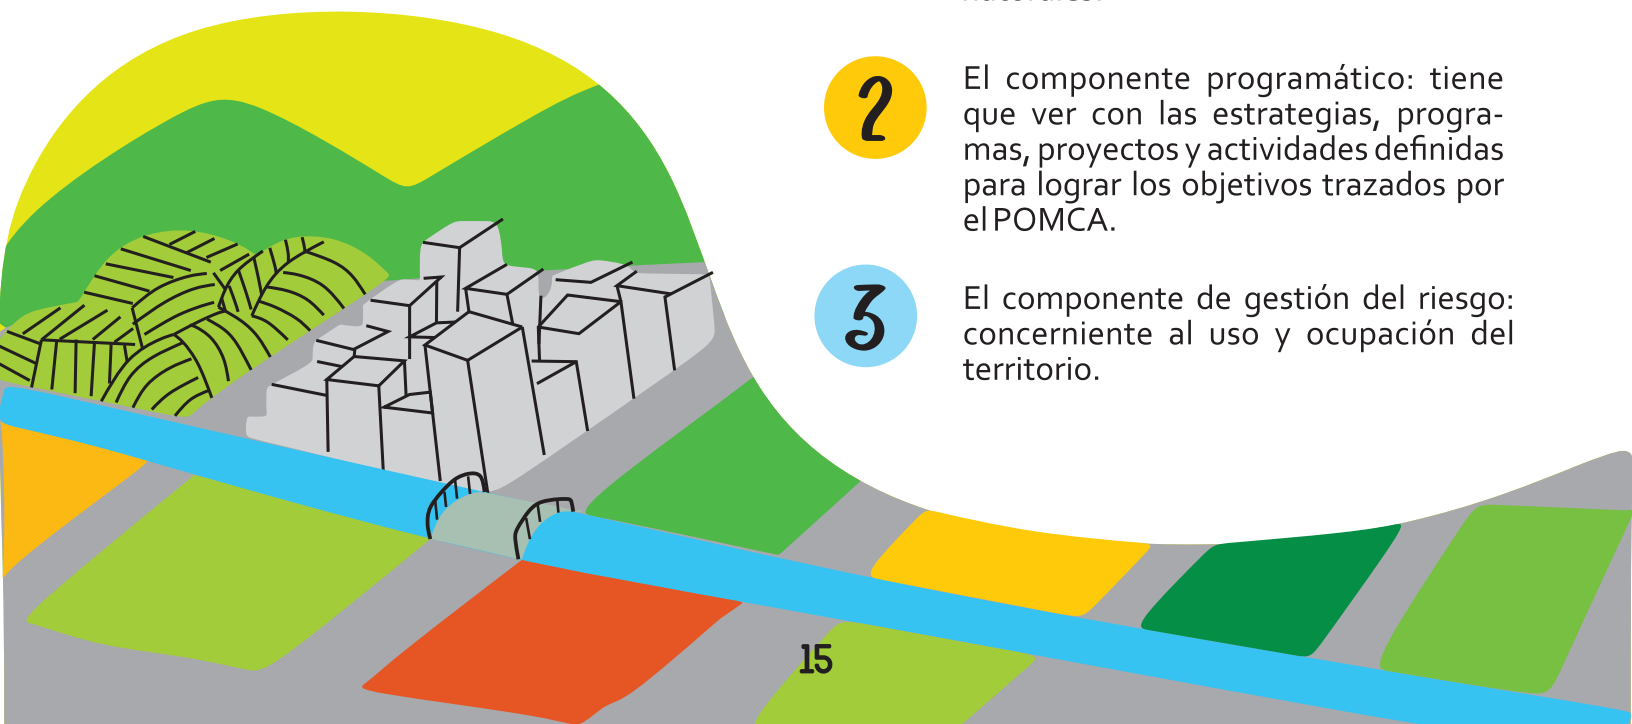 2
El componente programático: tiene
que ver con las estrategias, progra-
mas, proyectos y actividades definidas
para lograr los objetivos trazados por
el POMCA.
3
El componente de gestión del riesgo:
concerniente al uso y ocupación del
territorio.
15